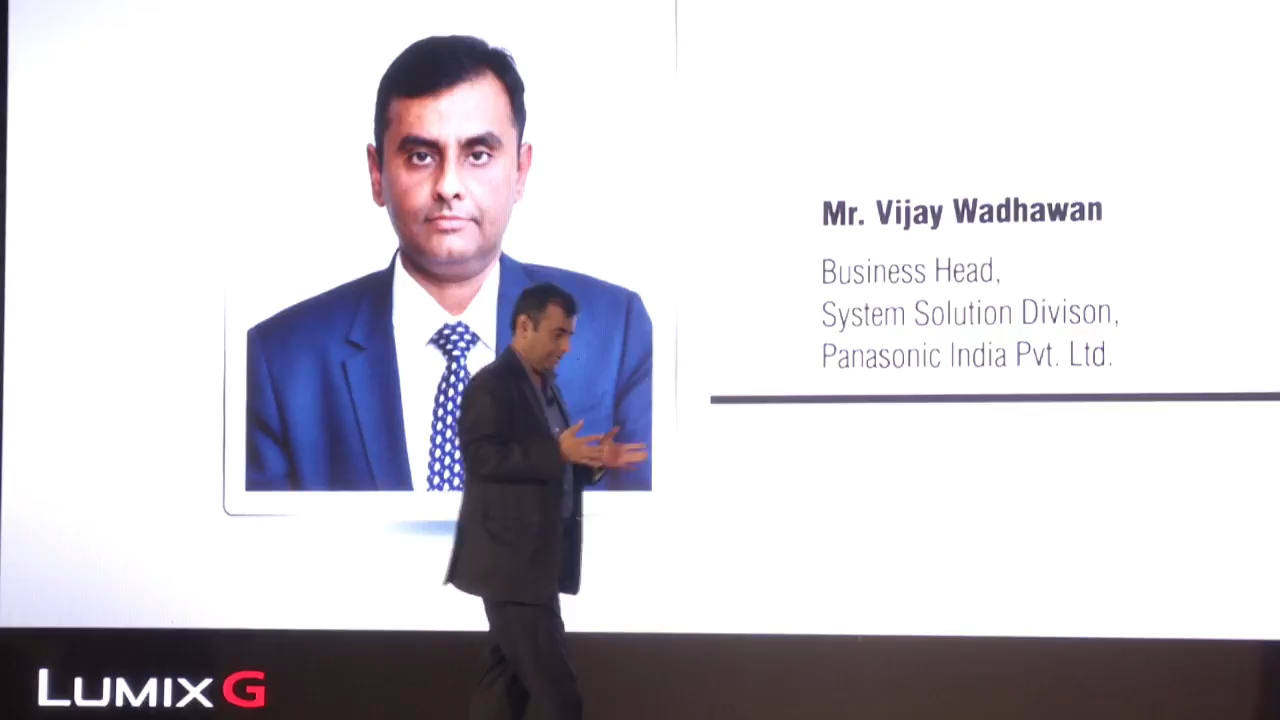 Mr. Vijay Wadhawan
Business Head,
System Solution Divison,
Panasonic India Pvt. Ltd.
LUMIX G